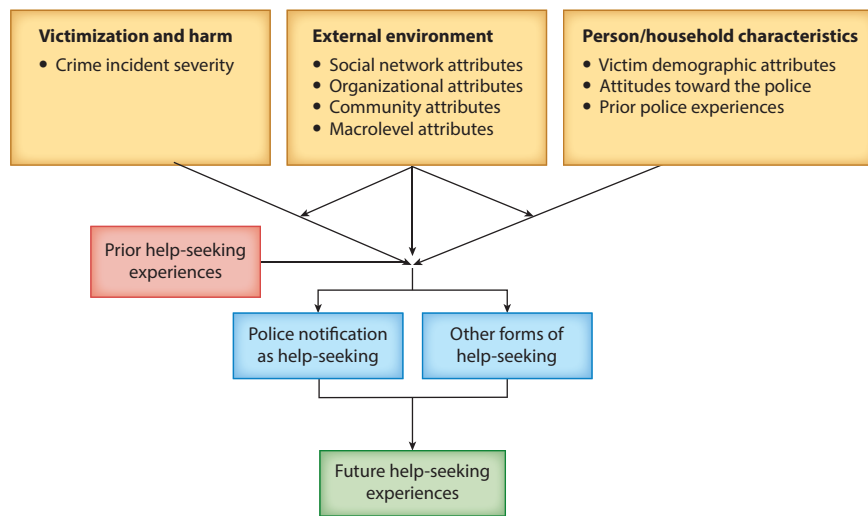 Victimization and harm
• Crime incident severity
External environment
• Social network attributes
• Organizational attributes
• Community attributes
• Macrolevel attributes
Person/household characteristics
• Victim demographic attributes
• Attitudes toward the police
• Prior police experiences
Prior help-seeking
experiences
Police notification
as help-seeking
Other forms of
help-seeking
Future help-seeking
experiences